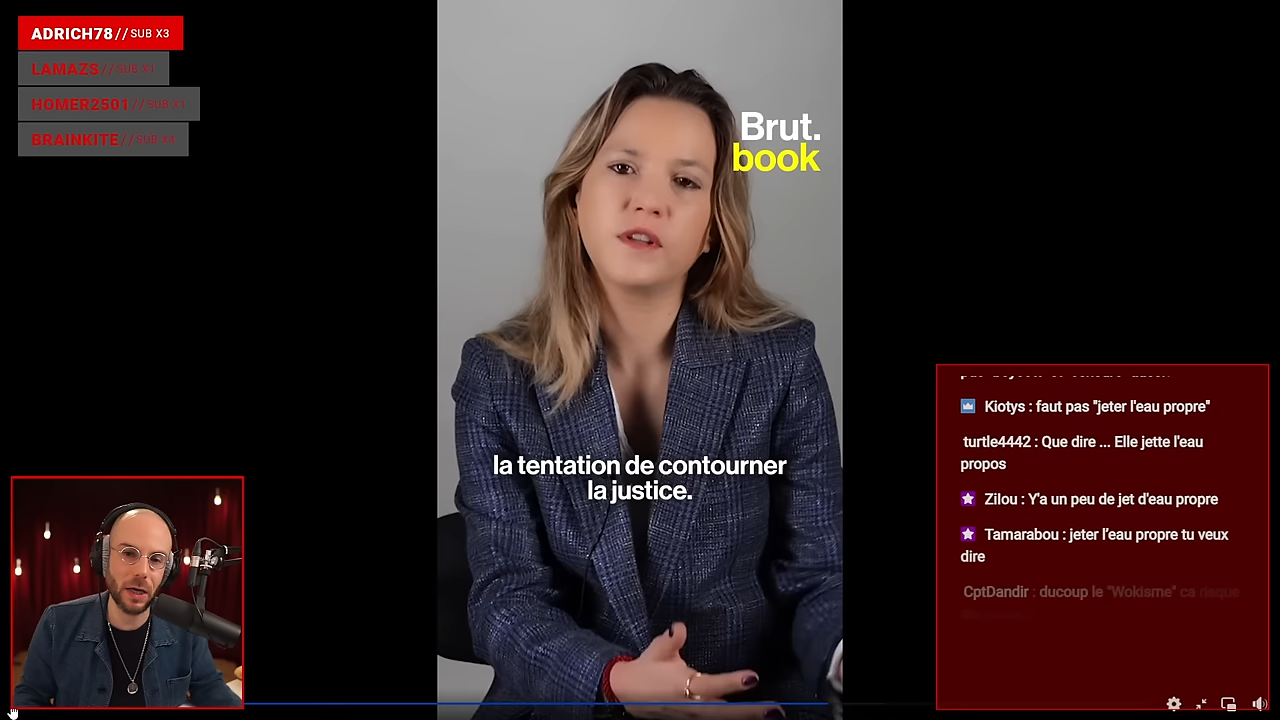 ADRICH78 // SUB X3
LAMAZS // SUB X1
HOMER2501 // SUB X1
BRAINKITE // SUB
Brut.
book
la tentation de contourner
la justice.
Kiotys : faut pas "jeter l'eau propre"
turtle4442 : Que dire ... Elle jette l'eau
propos
Zilou : Y'a un peu de jet d'eau propre
Tamarabou : jeter l'eau propre tu veux
dire
CptDandir : ducoup le "Wokisme" ca risque